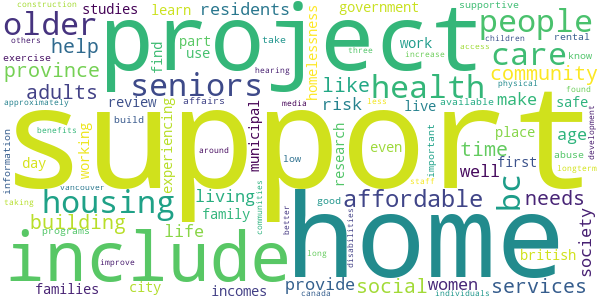 construction
older project people
studies learn residents government supportive
others help part use find homelessness take work rental children
exercise seniors care three access know
province hearing increase
adults like health community
approximately review affairs risk live available make physical safe found
support
information benefits build working day experiencing municipal media low less research even important time place first age abuse development
around well bc british longterm
vancouver taking housing living affordable needs society
building family communities good disabilities staff
programs life better long provide social women services
include home
families city improve incomes canada individuals